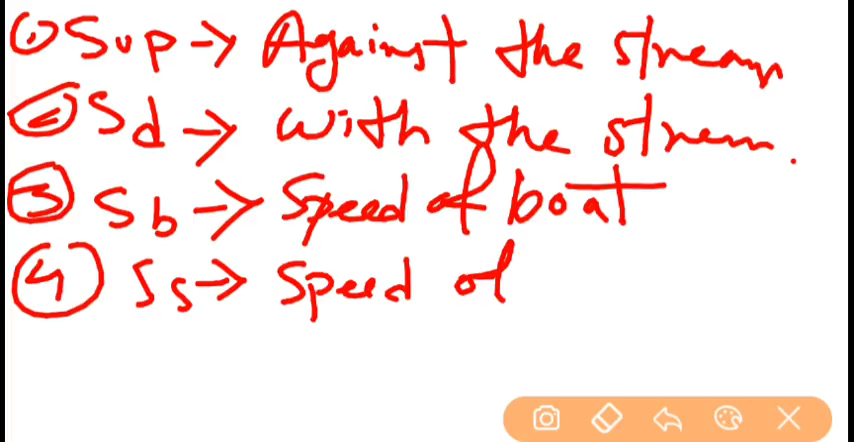 ① Sup → Against the stream
② Sd → with the stream.
③ Sb → Speed of boat
④ Ss → Speed of